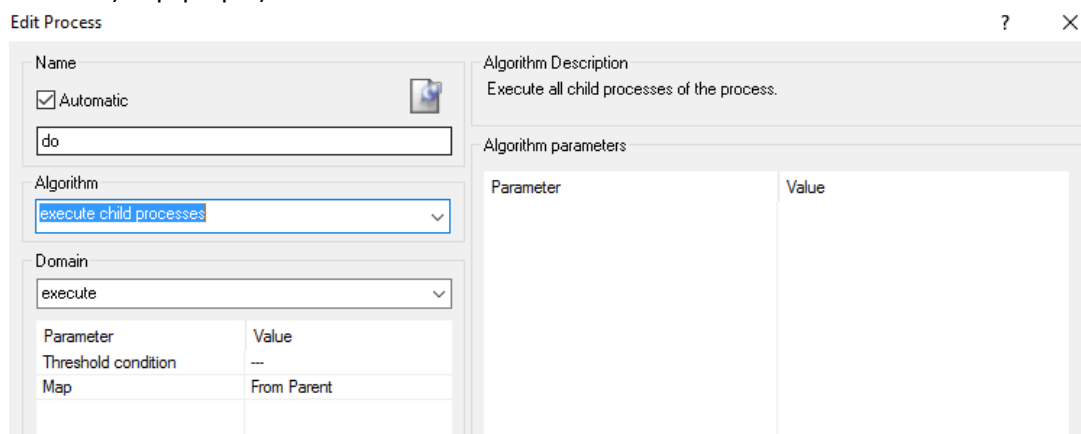 Edit Process
? ×
Name
Automatic
do
Algorithm
execute child processes
Domain
execute
Parameter Value
Threshold condition ---
Map From Parent
Algorithm Description
Execute all child processes of the process.
Algorithm parameters
Parameter Value